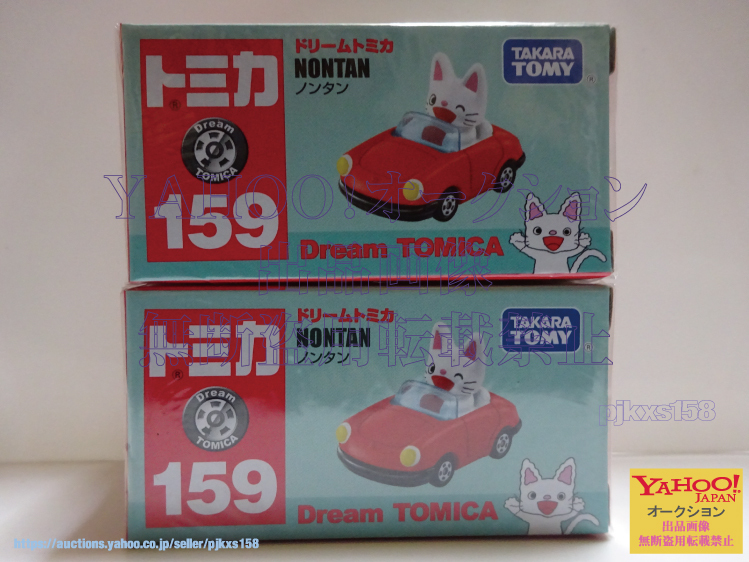 トミカ
®
Dream
TOMICA
159
ドリームトミカ
NONTAN
ノンタン
TAKARA
TOMY
®
Dream TOMICA
YAHOO!オークション
出品画像
無断盗用転載禁止
トミカ
®
Dream
TOMICA
159
ドリームトミカ
NONTAN
ノンタン
TAKARA
TOMY
®
Dream TOMICA
pjkxs158
YAHOO!
JAPAN
オークション
出品画像
無断盗用転載禁止
https://auctions.yahoo.co.jp/seller/pjkxs158